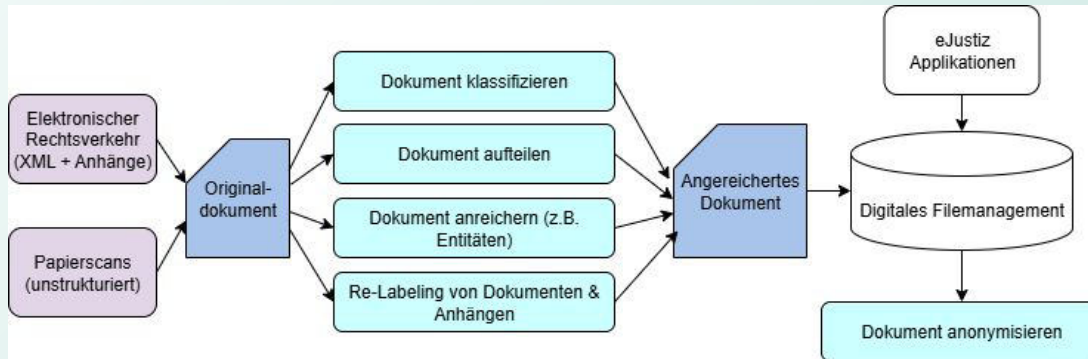 Elektronischer
Rechtsverkehr
(XML + Anhänge)
Papierscans
(unstrukturiert)
Original-
dokument
Dokument klassifizieren
Dokument aufteilen
Dokument anreichern (z.B.
Entitäten)
Re-Labeling von Dokumenten &
Anhängen
Angereichertes
Dokument
eJustiz
Applikationen
Digitales Filemanagement
Dokument anonymisieren